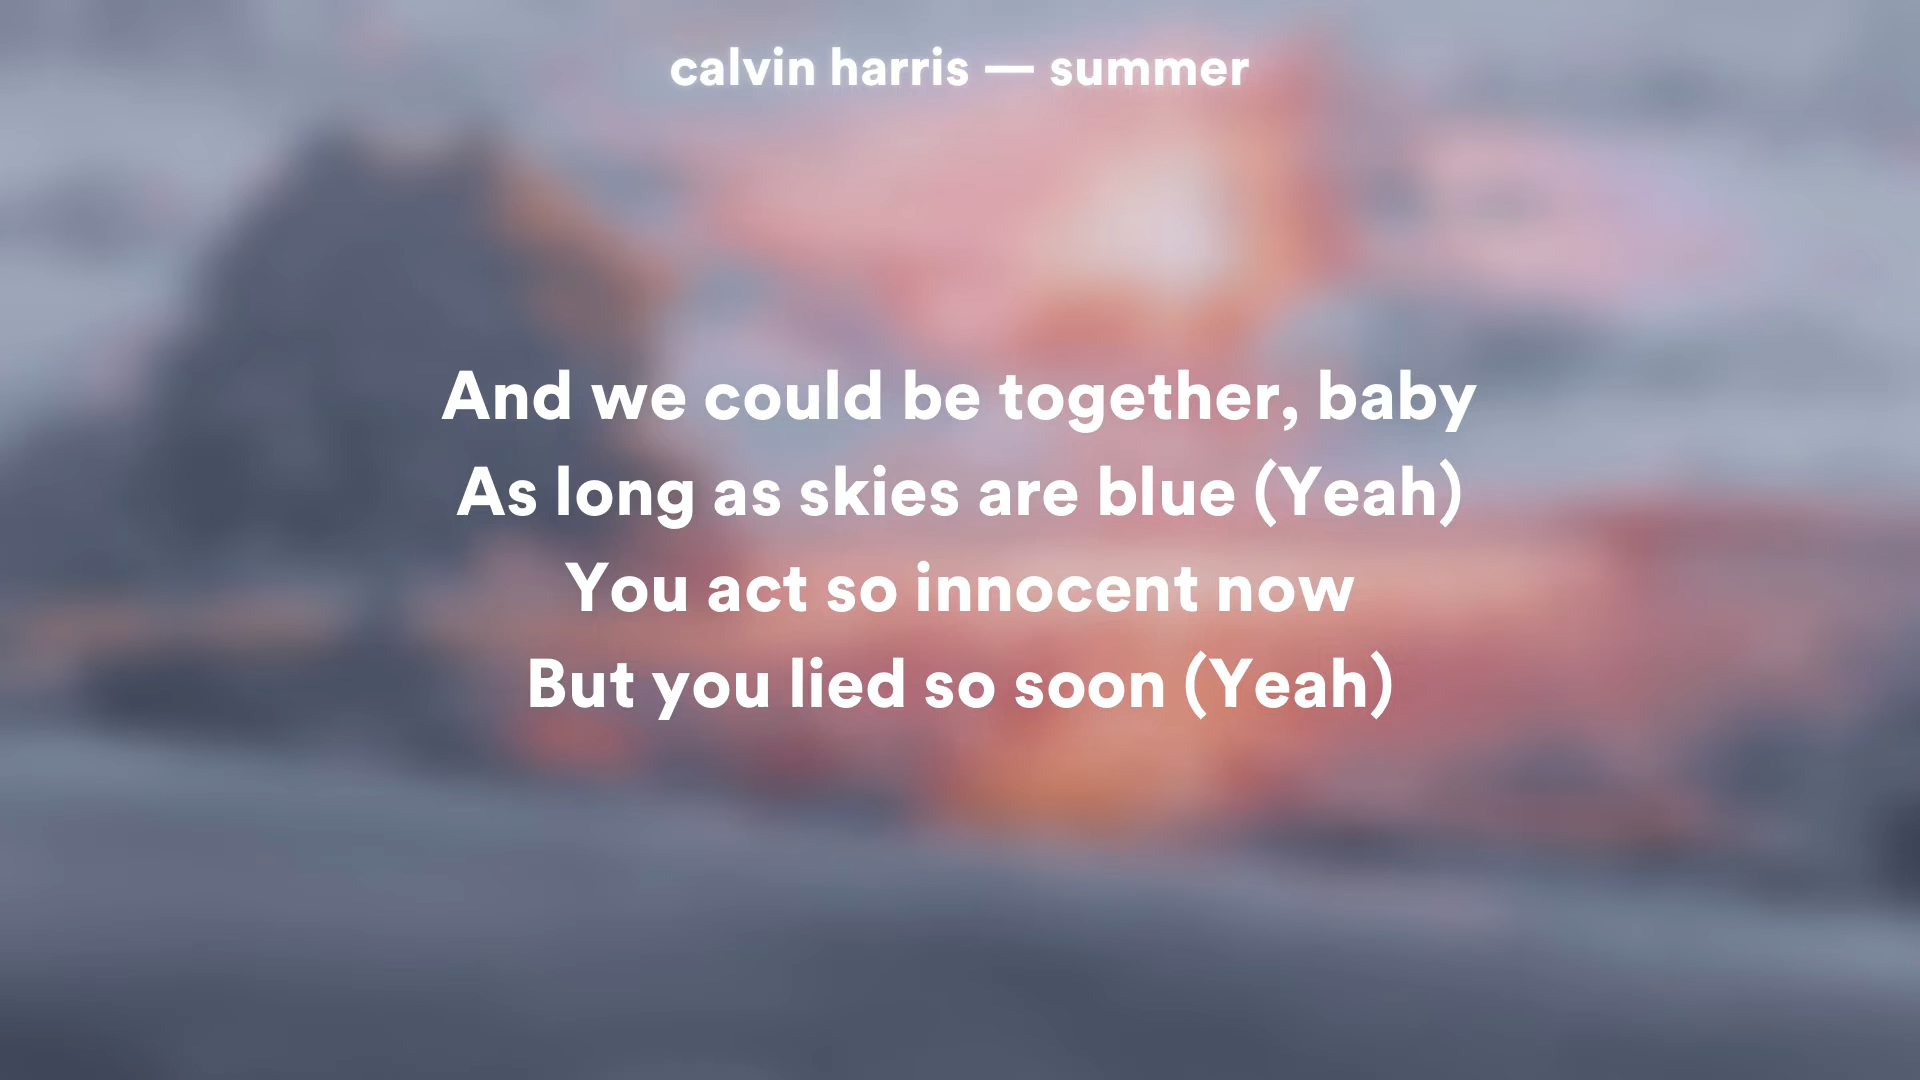 calvin harris — summer
And we could be together, baby
As long as skies are blue (Yeah)
You act so innocent now
But you lied so soon (Yeah)